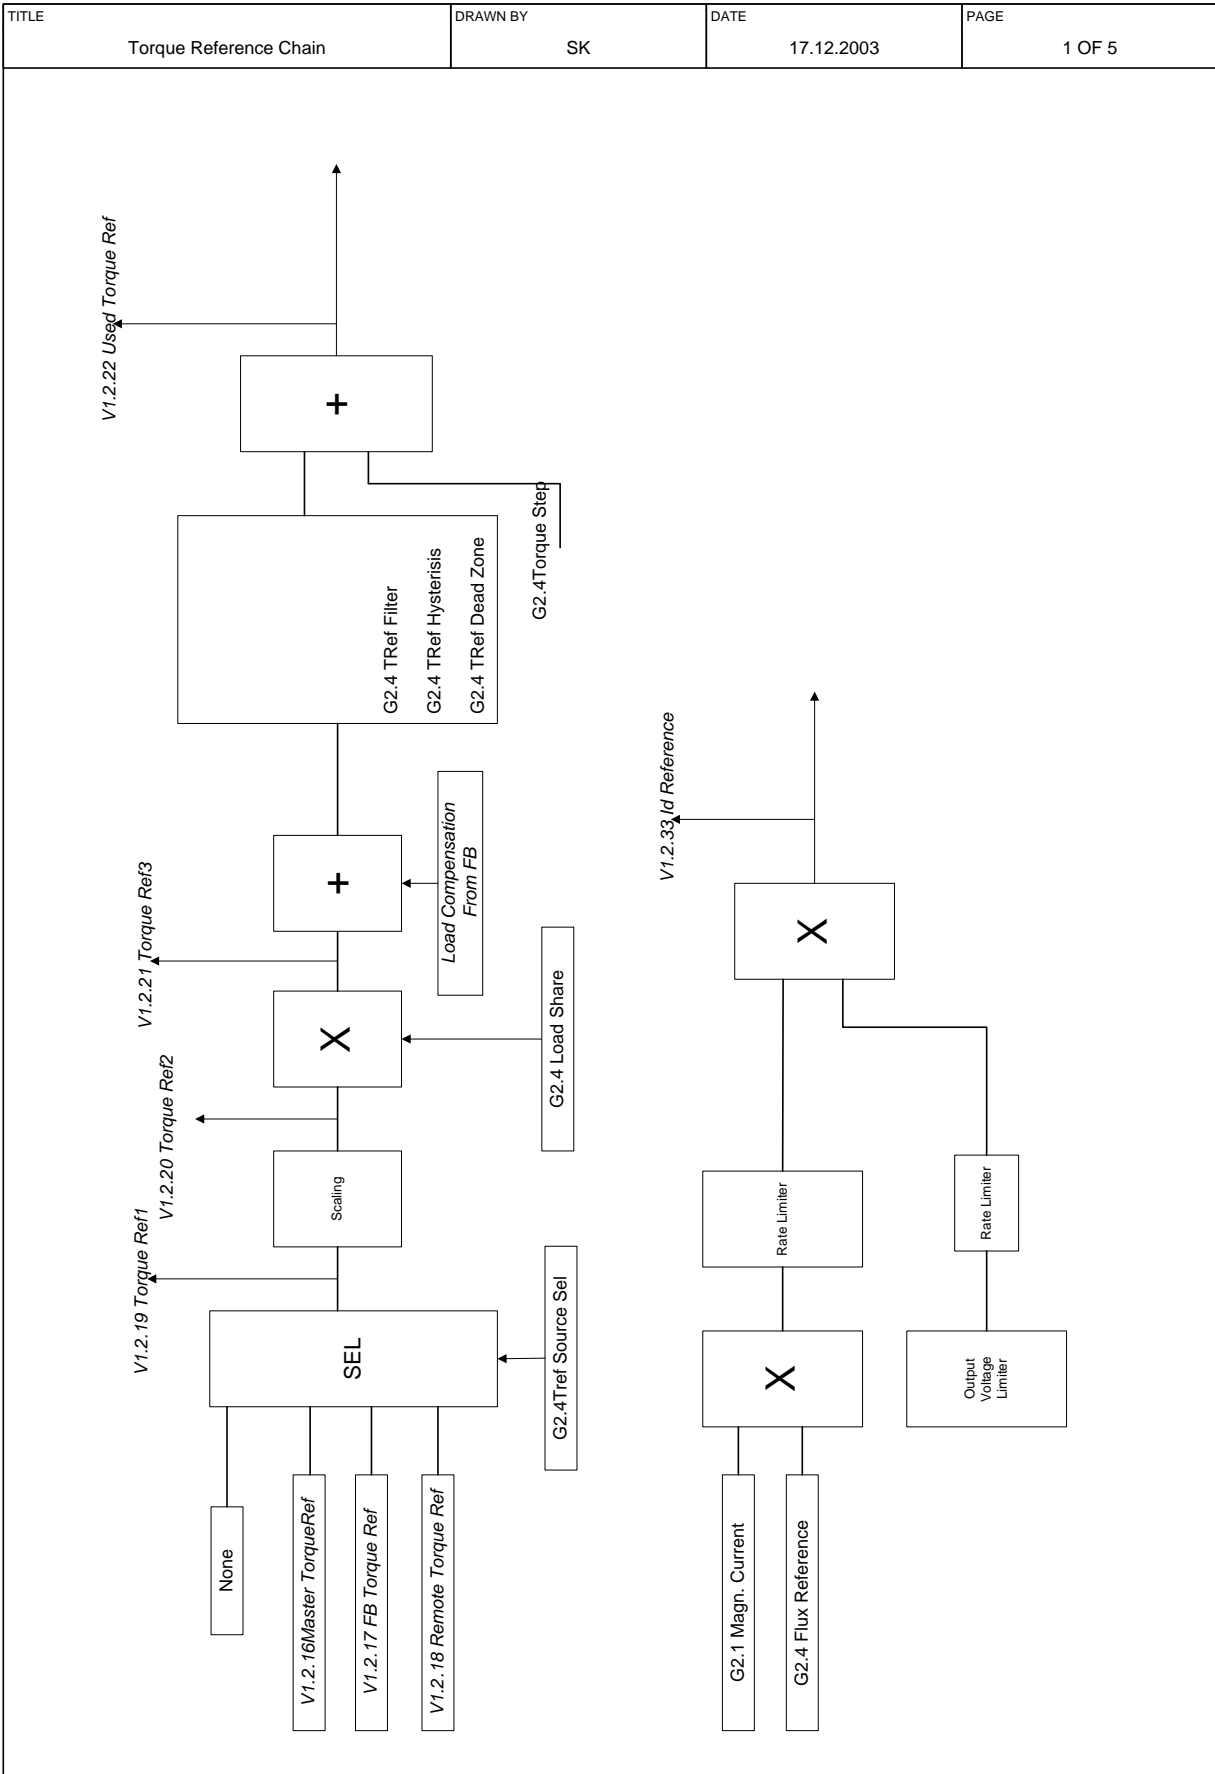 TITLE
Torque Reference Chain
DRAWN BY
SK
DATE
17.12.2003
PAGE
1 OF 5
None
V1.2.16Master TorqueRef
V1.2.17 FB Torque Ref
V1.2.18 Remote Torque Ref
SEL
G2.4Tref Source Sel
V1.2.19 Torque Ref1
Scaling
V1.2.20 Torque Ref2
X
G2.4 Load Share
V1.2.21 Torque Ref3
+
Load Compensation
From FB
G2.4 TRef Filter
G2.4 TRef Hysterisis
G2.4 TRef Dead Zone
G2.4Torque Step
+
V1.2.22 Used Torque Ref
G2.1 Magn. Current
G2.4 Flux Reference
X
Rate Limiter
Output
Voltage
Limiter
Rate Limiter
X
V1.2.33 Id Reference